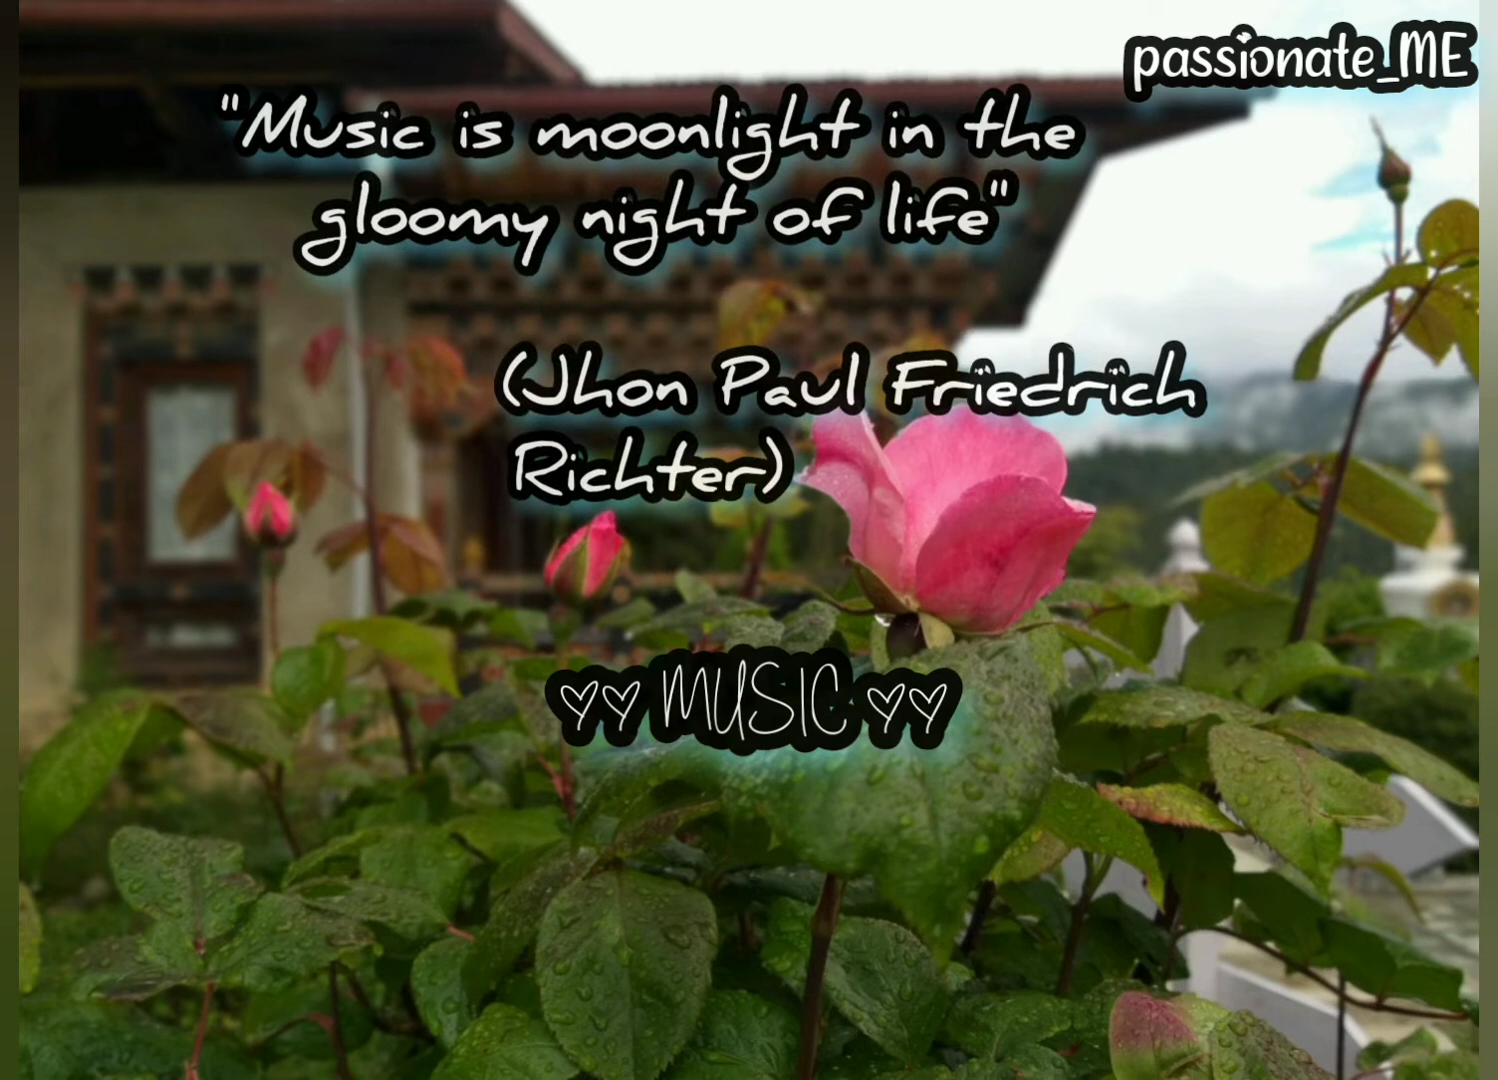 passionate_ME
"Music is moonlight in the
gloomy night of life"
(Jhon Paul Friedrich
Richter)
♡♡ MUSIC ♡♡